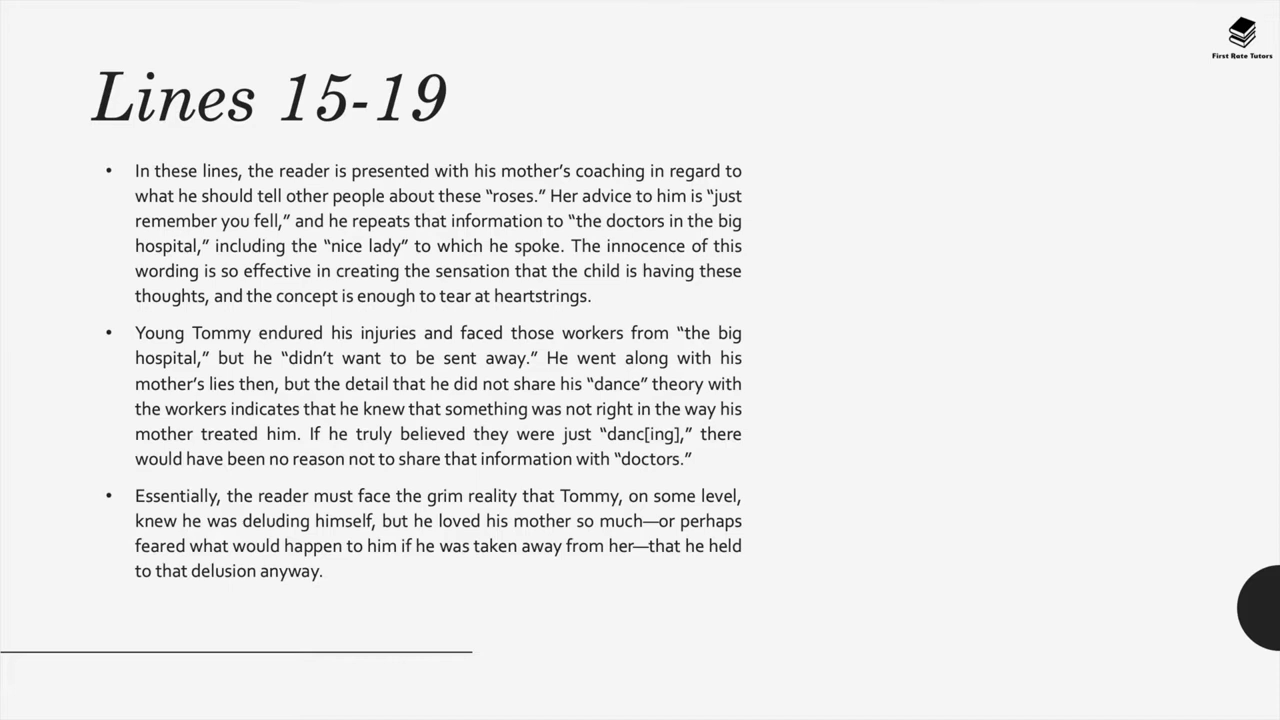 First Rate Tutors
Lines 15-19
• In these lines, the reader is presented with his mother’s coaching in regard to
what he should tell other people about these “roses.” Her advice to him is “just
remember you fell,” and he repeats that information to “the doctors in the big
hospital,” including the “nice lady” to which he spoke. The innocence of this
wording is so effective in creating the sensation that the child is having these
thoughts, and the concept is enough to tear at heartstrings.
• Young Tommy endured his injuries and faced those workers from “the big
hospital,” but he “didn’t want to be sent away.” He went along with his
mother’s lies then, but the detail that he did not share his “dance” theory with
the workers indicates that he knew that something was not right in the way his
mother treated him. If he truly believed they were just “danc[ing],” there
would have been no reason not to share that information with “doctors.”
• Essentially, the reader must face the grim reality that Tommy, on some level,
knew he was deluding himself, but he loved his mother so much—or perhaps
feared what would happen to him if he was taken away from her—that he held
to that delusion anyway.